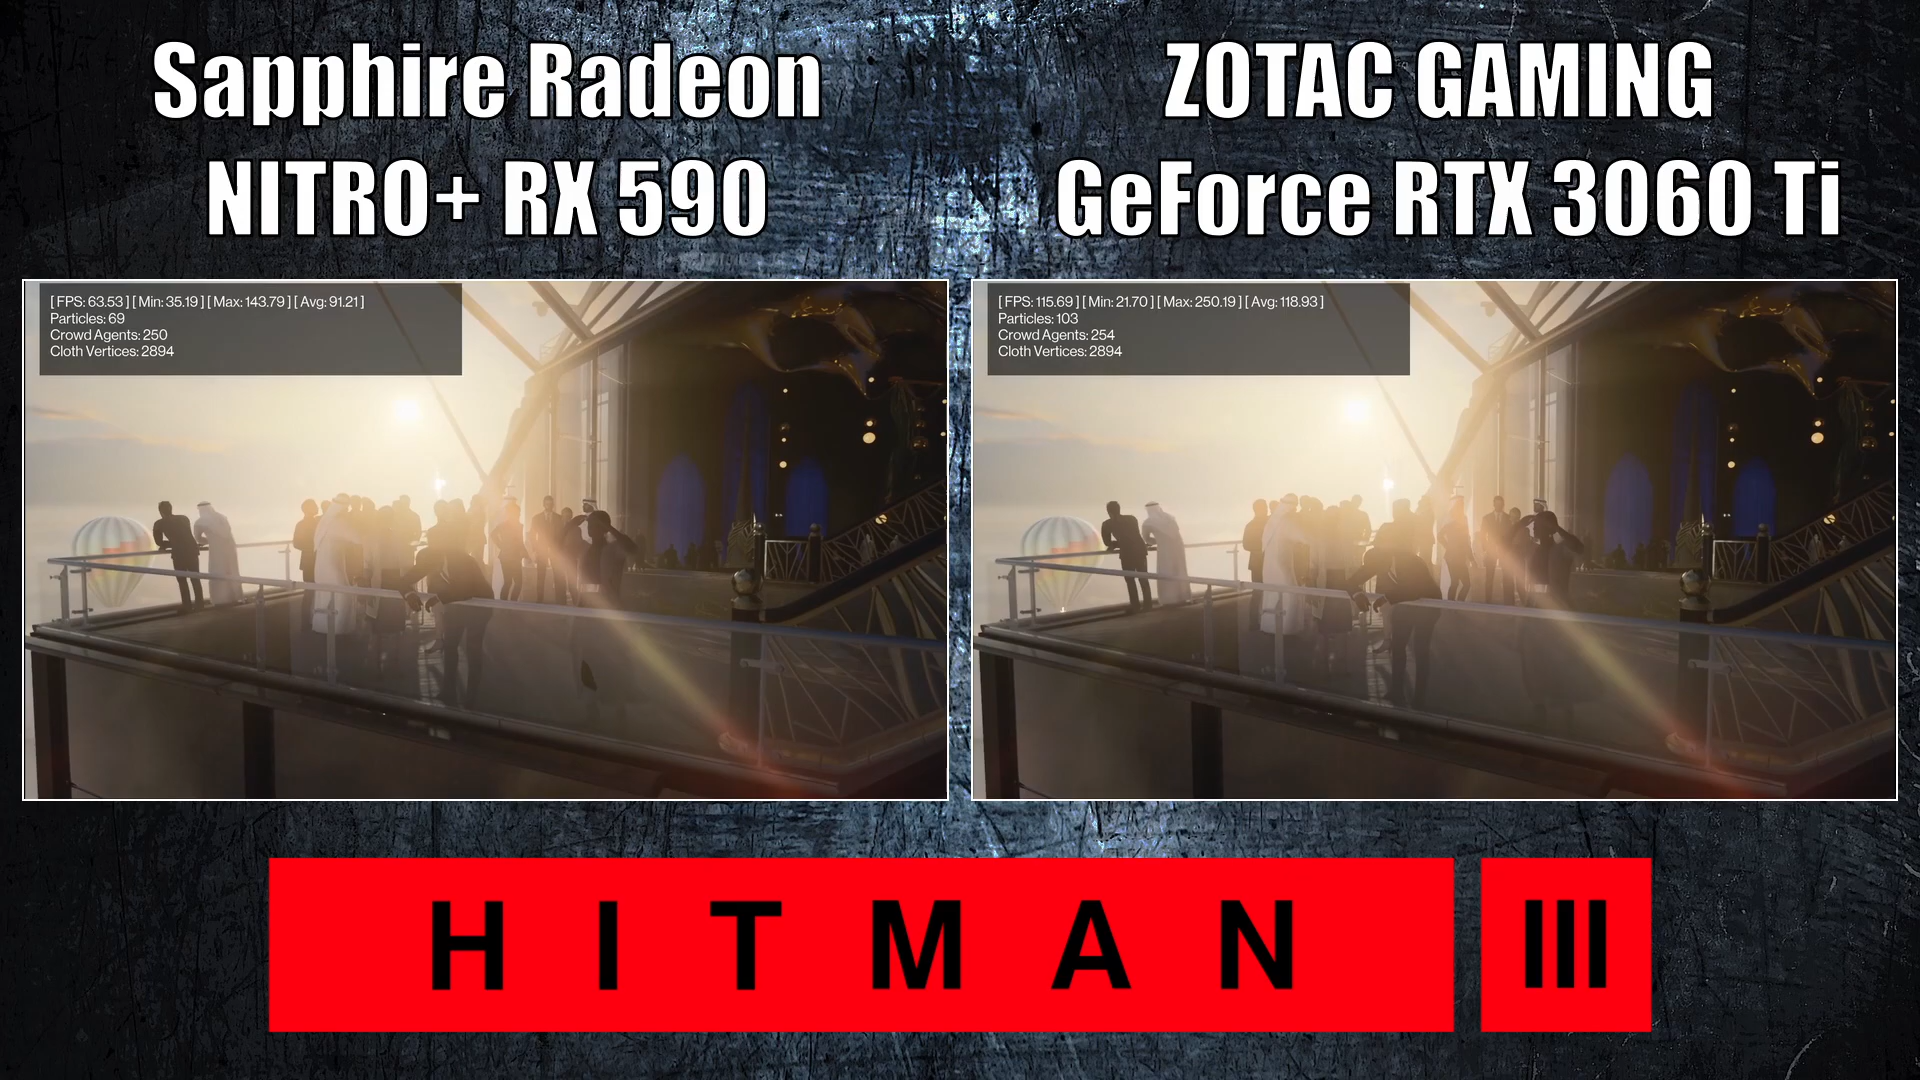 Sapphire Radeon
NITRO+ RX 590
ZOTAC GAMING
GeForce RTX 3060 Ti
[ FPS: 63.53 ] [ Min: 35.19 ] [ Max: 143.79 ] [ Avg: 91.21 ]
Particles: 69
Crowd Agents: 250
Cloth Vertices: 2894
[ FPS: 115.69 ] [ Min: 21.70 ] [ Max: 250.19 ] [ Avg: 118.93 ]
Particles: 103
Crowd Agents: 254
Cloth Vertices: 2894
HITMAN III